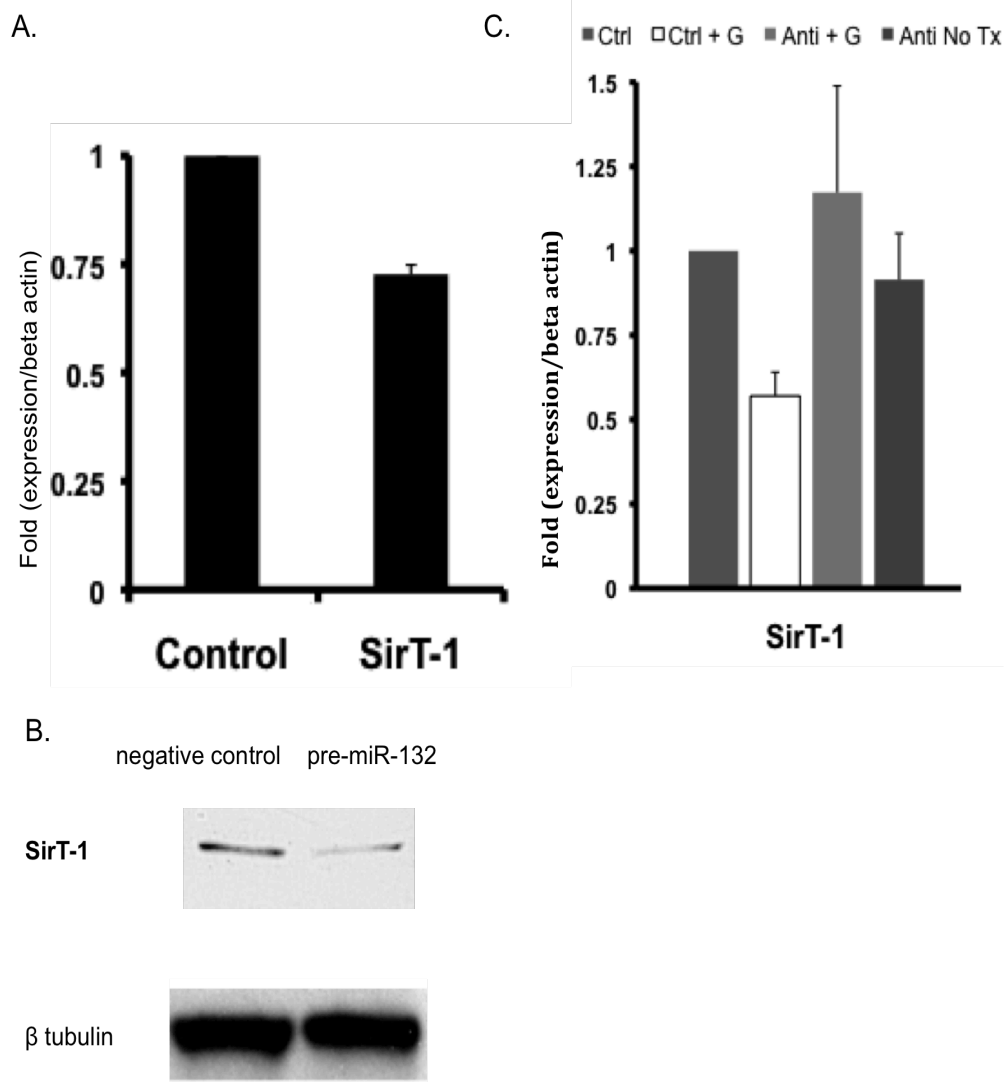 A.
Fold (expression/beta actin)
1
0.75
0.5
0.25
0
Control SirT-1
C.
Ctrl Ctrl + G Anti + G Anti No Tx
Fold (expression/beta actin)
1.5
1.25
1
0.75
0.5
0.25
0
SirT-1
B.
negative control pre-miR-132
SirT-1
β tubulin